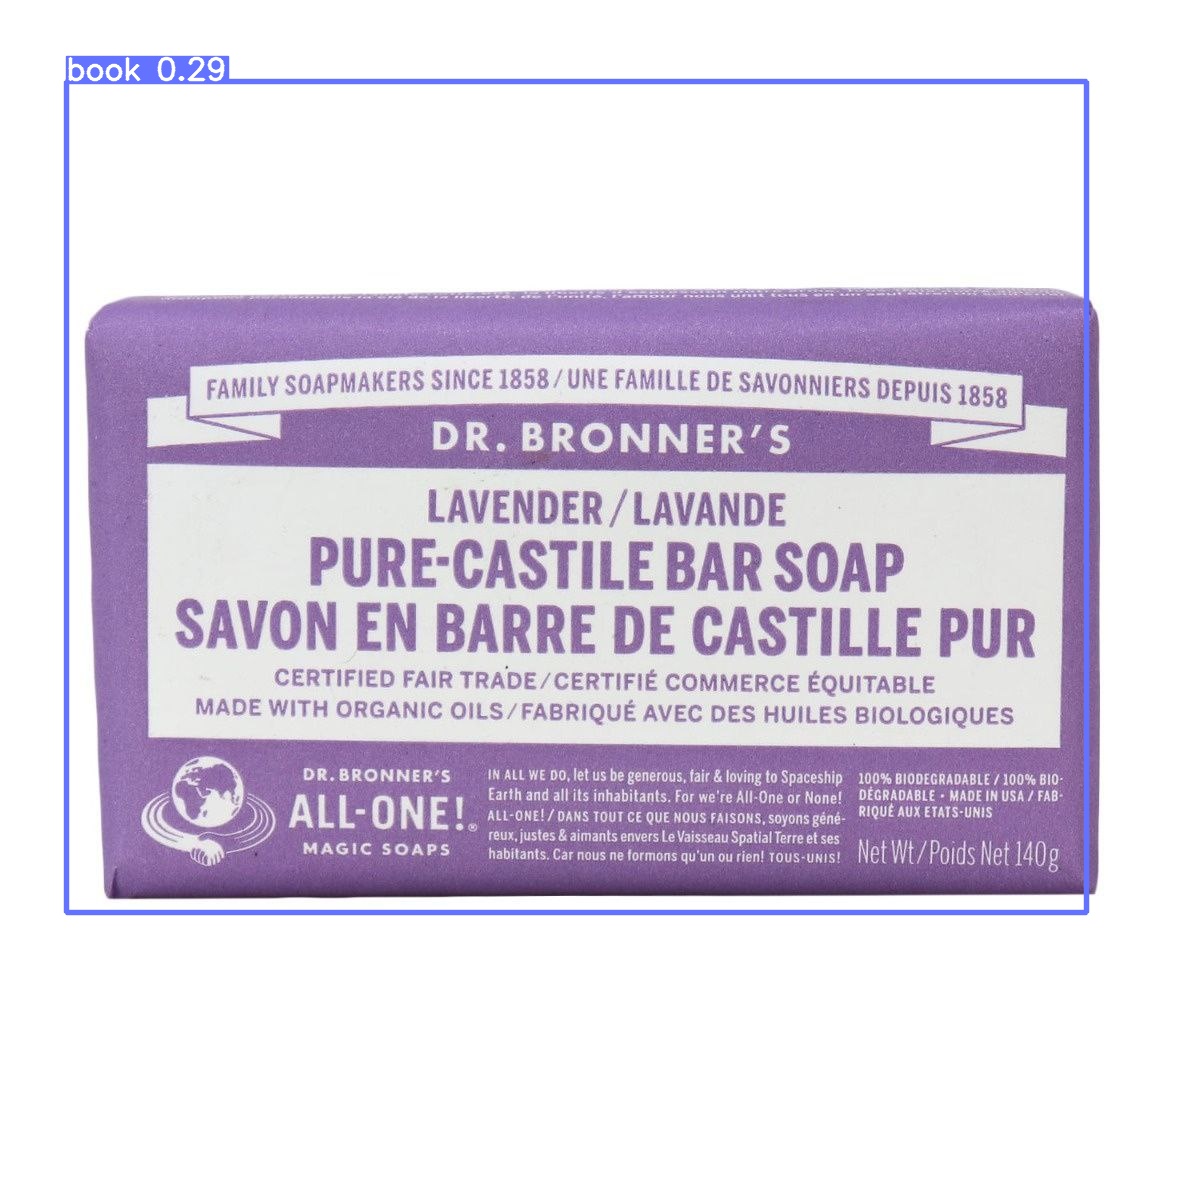 book 0.29
FAMILY SOAPMAKERS SINCE 1858 / UNE FAMILLE DE SAVONNIERS DEPUIS 1858
DR. BRONNER'S
LAVENDER / LAVANDE
PURE-CASTILE BAR SOAP
SAVON EN BARRE DE CASTILLE PUR
CERTIFIED FAIR TRADE / CERTIFIÉ COMMERCE ÉQUITABLE
MADE WITH ORGANIC OILS / FABRIQUÉ AVEC DES HUILES BIOLOGIQUES
DR. BRONNER'S
ALL-ONE!®
MAGIC SOAPS
IN ALL WE DO, let us be generous, fair & loving to Spaceship
Earth and all its inhabitants. For we're All-One or None!
ALL-ONE! / DANS TOUT CE QUE NOUS FAISONS, soyons géné-
reux, justes & aimants envers Le Vaisseau Spatial Terre et ses
habitants. Car nous ne formons qu'un ou rien! TOUS-UNIS!
100% BIODEGRADABLE / 100% BIO-
DÉGRADABLE • MADE IN USA / FAB-
RIQUÉ AUX ETATS-UNIS
Net Wt / Poids Net 140g